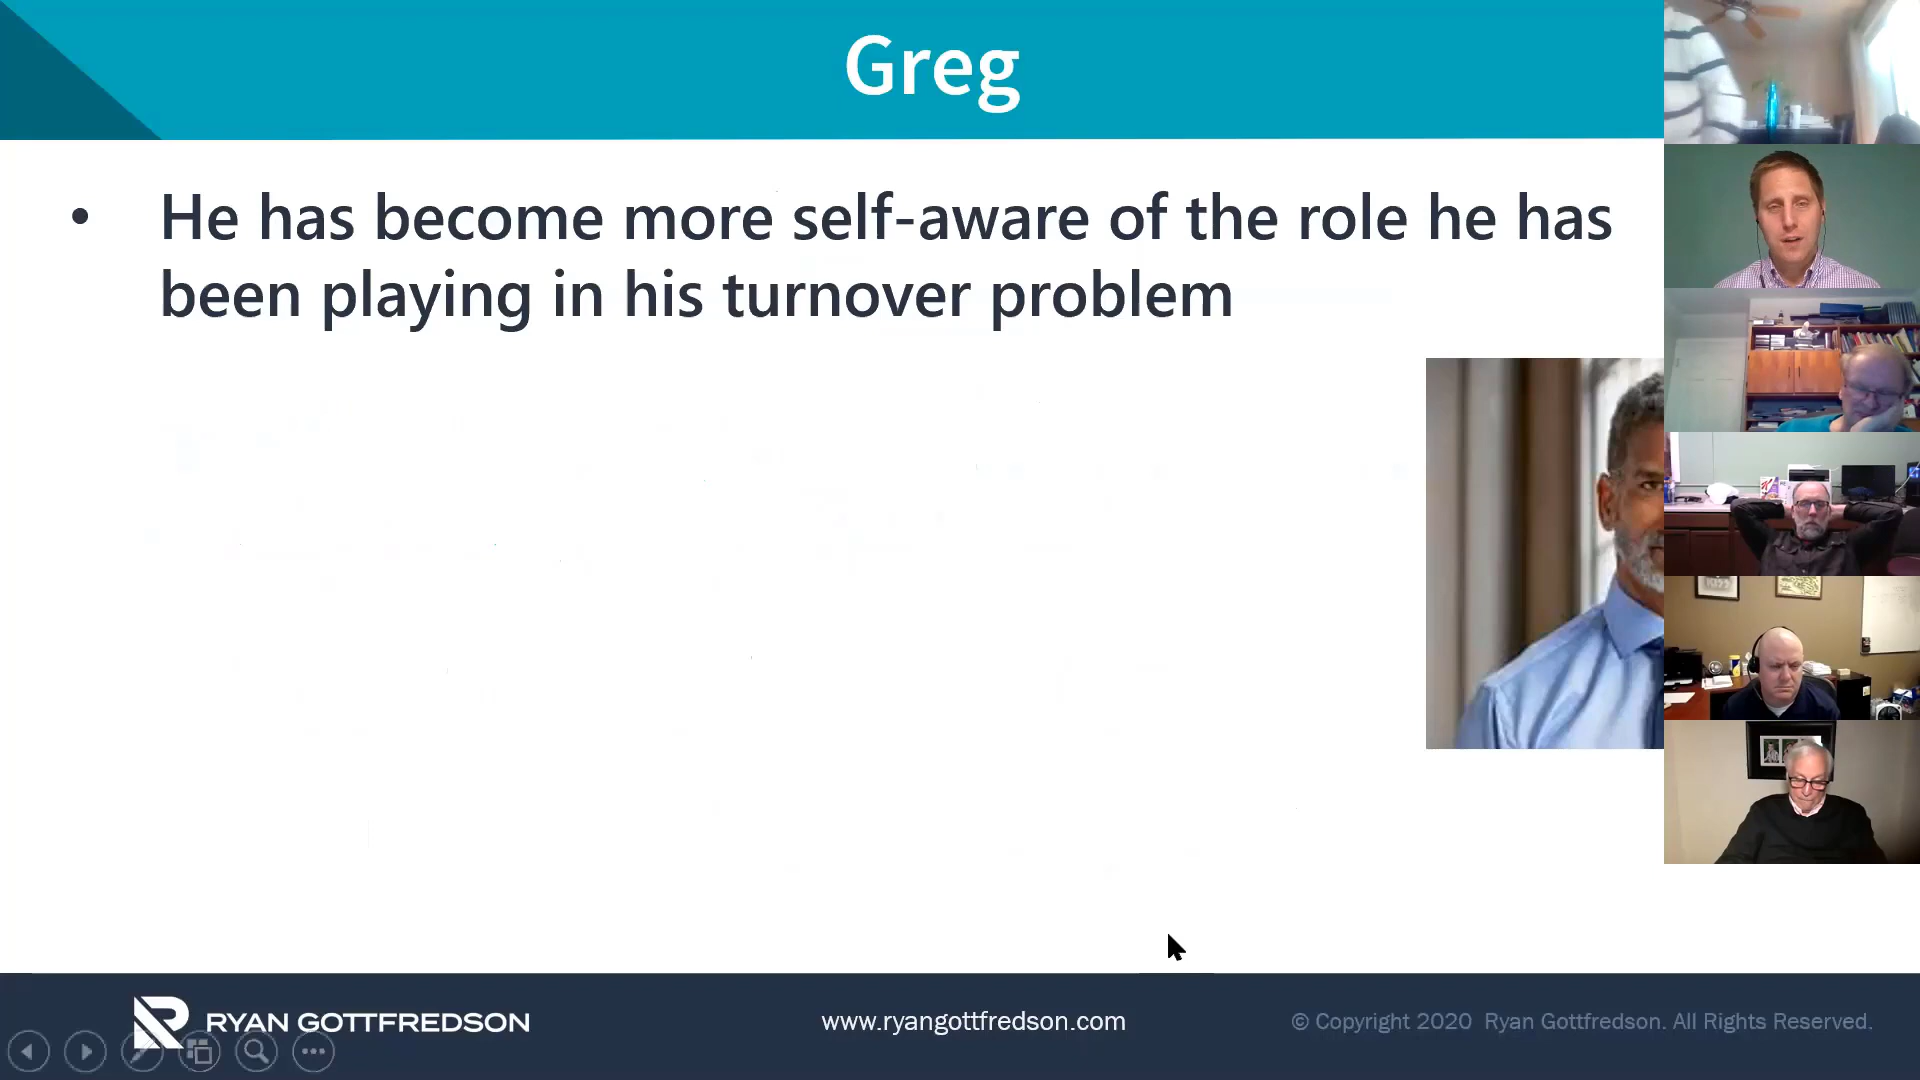 Greg
• He has become more self-aware of the role he has
been playing in his turnover problem
RYAN GOTTFREDSON
www.ryangottfredson.com
© Copyright 2020 Ryan Gottfredson. All Rights Reserved.